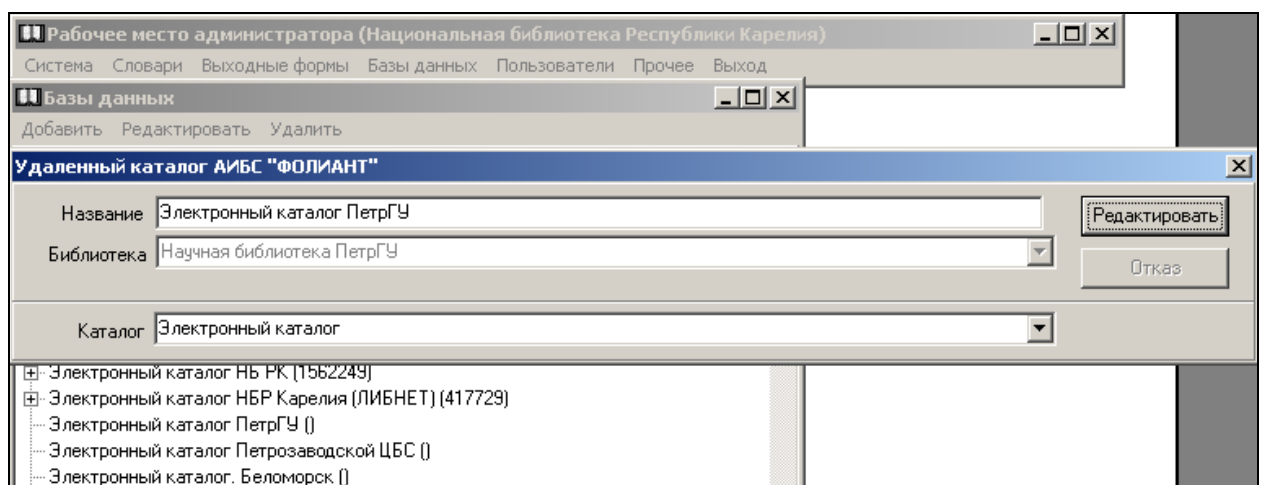 Рабочее место администратора (Национальная библиотека Республики Карелия)
Система Словари Выходные формы Базы данных Пользователи Прочее Выход
Базы данных
Добавить Редактировать Удалить
Удаленный каталог АИБС "ФОЛИАНТ"
Название Электронный каталог ПетрГУ Редактировать
Библиотека Научная библиотека ПетрГУ Отказ
Каталог Электронный каталог
Электронный каталог НБ РК (1562249)
Электронный каталог НБР Карелия (ЛИБНЕТ) (417729)
Электронный каталог ПетрГУ ()
Электронный каталог Петрозаводской ЦБС ()
Электронный каталог. Беломорск ()